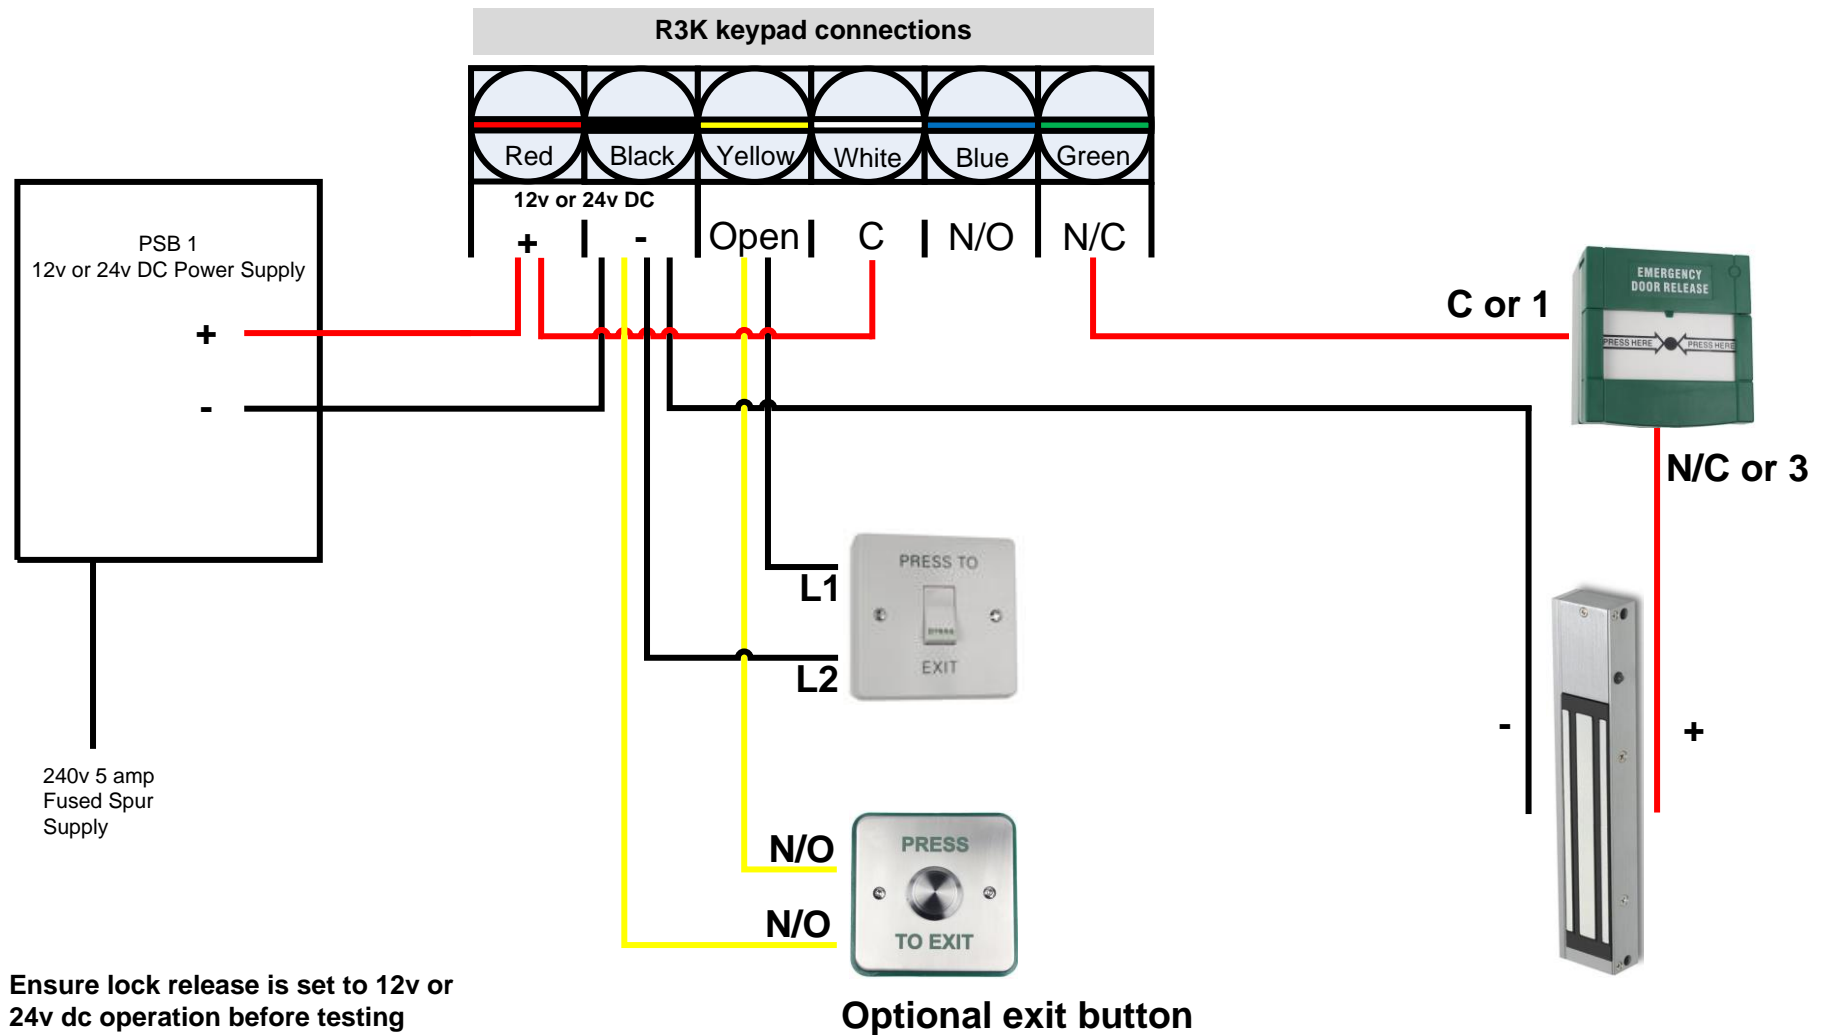 R3K keypad connections
Red Black Yellow White Blue Green
12v or 24v DC
+ - Open C N/O N/C
PSB 1
12v or 24v DC Power Supply
+
-
EMERGENCY
DOOR RELEASE
PRESS HERE PRESS HERE
C or 1
N/C or 3
PRESS TO
press
EXIT
L1
L2
- +
240v 5 amp
Fused Spur
Supply
N/O
N/O
PRESS
TO EXIT
Ensure lock release is set to 12v or
24v dc operation before testing
Optional exit button